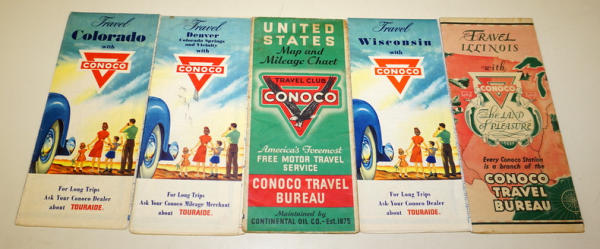 Travel
Colorado
with
CONOCO
For Long Trips
Ask Your Conoco Dealer
about TOURAIDE.
Travel
Denver
Colorado Springs
and Vicinity
with
CONOCO
For Long Trips
Ask Your Conoco Mileage Merchant
about TOURAIDE.
UNITED
STATES
Map and
Mileage Chart
TRAVEL CLUB
CONOCO
America's Foremost
FREE MOTOR TRAVEL
SERVICE
CONOCO TRAVEL
BUREAU
Maintained by
CONTINENTAL OIL CO. - Est. 1875
Travel
Wisconsin
with
CONOCO
For Long Trips
Ask Your Conoco Dealer
about TOURAIDE.
TRAVEL
ILLINOIS
with
CONOCO
The LAND
of PLEASURE
Every Conoco Station
is a branch of the
CONOCO
TRAVEL
BUREAU